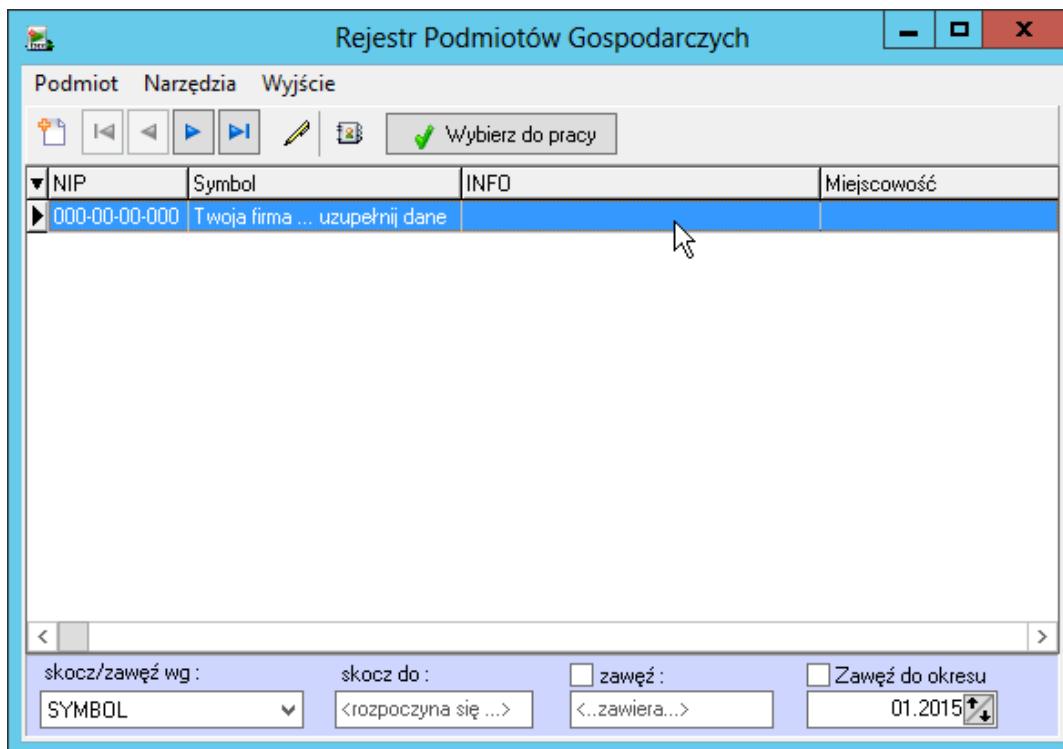 Rejestr Podmiotów Gospodarczych
Podmiot Narzędzia Wyjście
Wybierz do pracy
NIP Symbol INFO Miejscowość
000-00-00-000 Twoja firma ... uzupełnij dane
skocz/zawęź wg : skocz do : zawęź : Zawęź do okresu
SYMBOL <rozpoczyna się ...> <..zawiera...> 01.2015